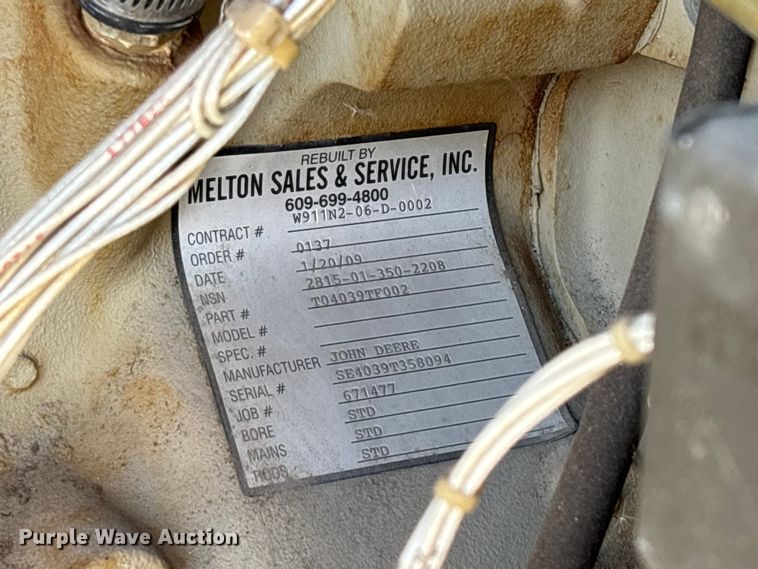 REBUILT BY
MELTON SALES & SERVICE, INC.
609-699-4800
CONTRACT # W911N2-06-D-0002
ORDER # 0137
DATE 1/20/09
NSN 2815-01-350-2208
PART # T04039TF002
MODEL #
SPEC. #
MANUFACTURER JOHN DEERE
SERIAL # SE4039T358094
JOB # 671477
BORE STD
MAINS STD
RODS STD
Purple Wave Auction